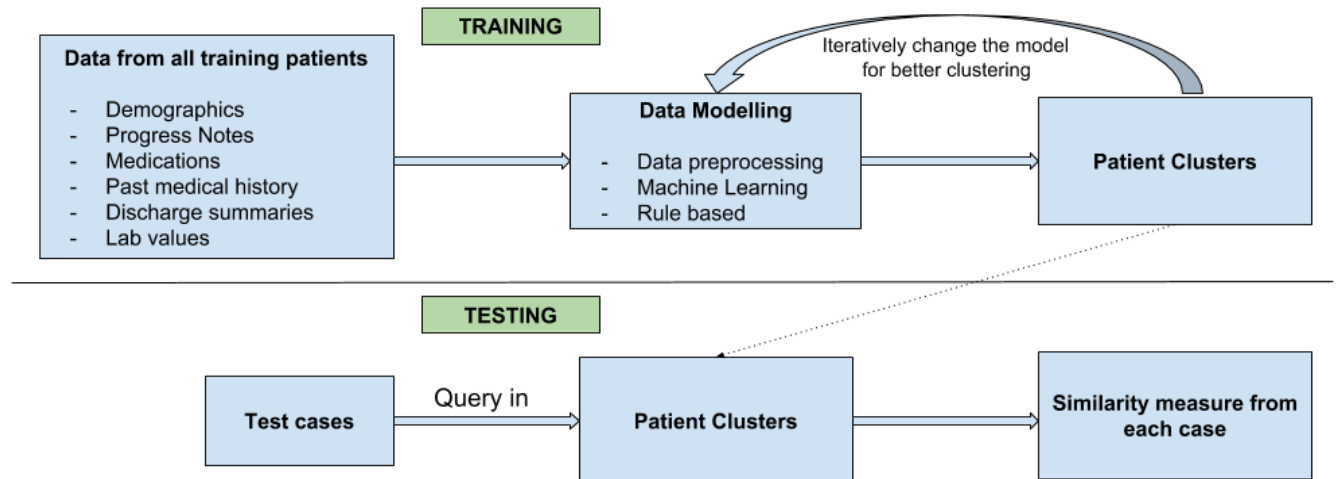 TRAINING
Data from all training patients
- Demographics
- Progress Notes
- Medications
- Past medical history
- Discharge summaries
- Lab values
Iteratively change the model
for better clustering
Data Modelling
- Data preprocessing
- Machine Learning
- Rule based
Patient Clusters
TESTING
Test cases
Query in
Patient Clusters
Similarity measure from
each case